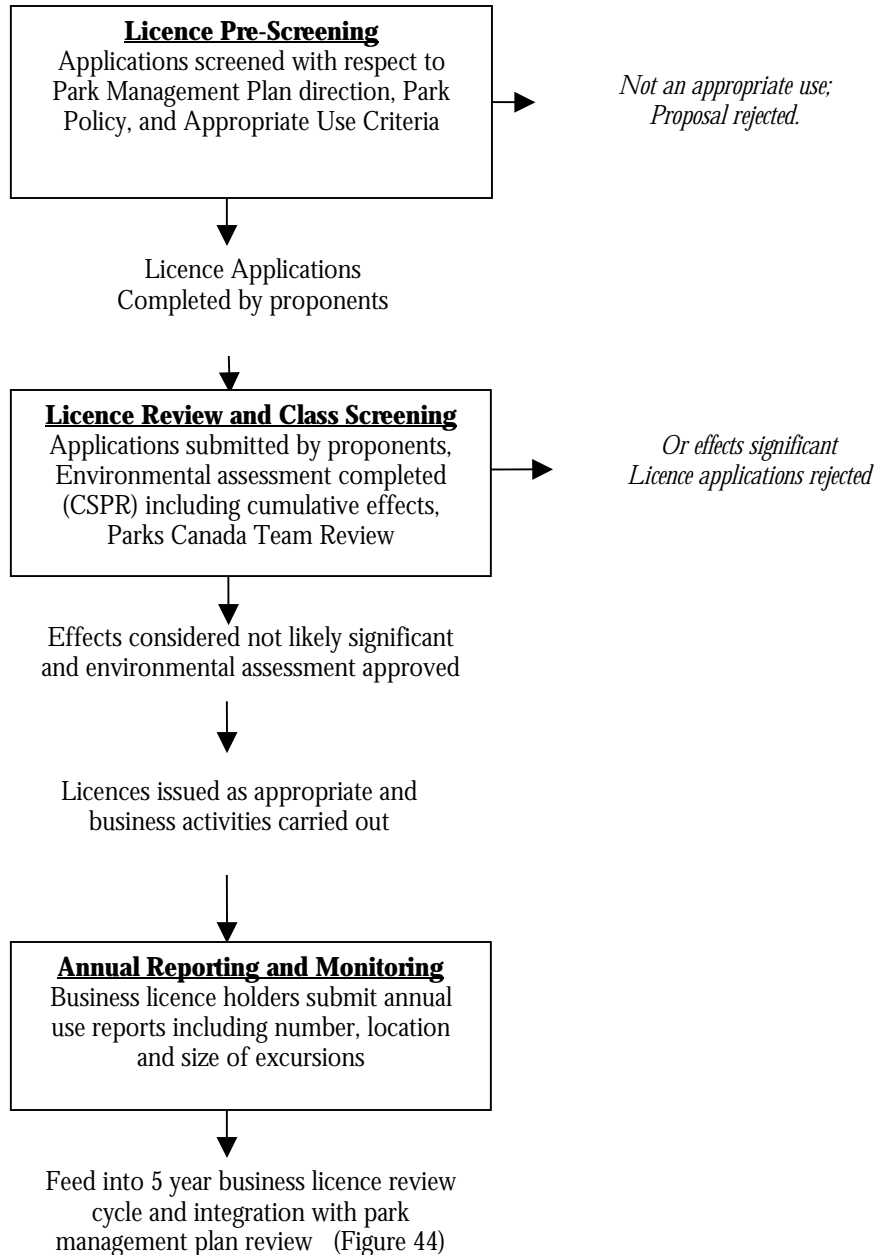 Licence Pre-Screening
Applications screened with respect to
Park Management Plan direction, Park
Policy, and Appropriate Use Criteria
Not an appropriate use;
Proposal rejected.
Licence Applications
Completed by proponents
Licence Review and Class Screening
Applications submitted by proponents,
Environmental assessment completed
(CSPR) including cumulative effects,
Parks Canada Team Review
Or effects significant
Licence applications rejected
Effects considered not likely significant
and environmental assessment approved
Licences issued as appropriate and
business activities carried out
Annual Reporting and Monitoring
Business licence holders submit annual
use reports including number, location
and size of excursions
Feed into 5 year business licence review
cycle and integration with park
management plan review (Figure 44)